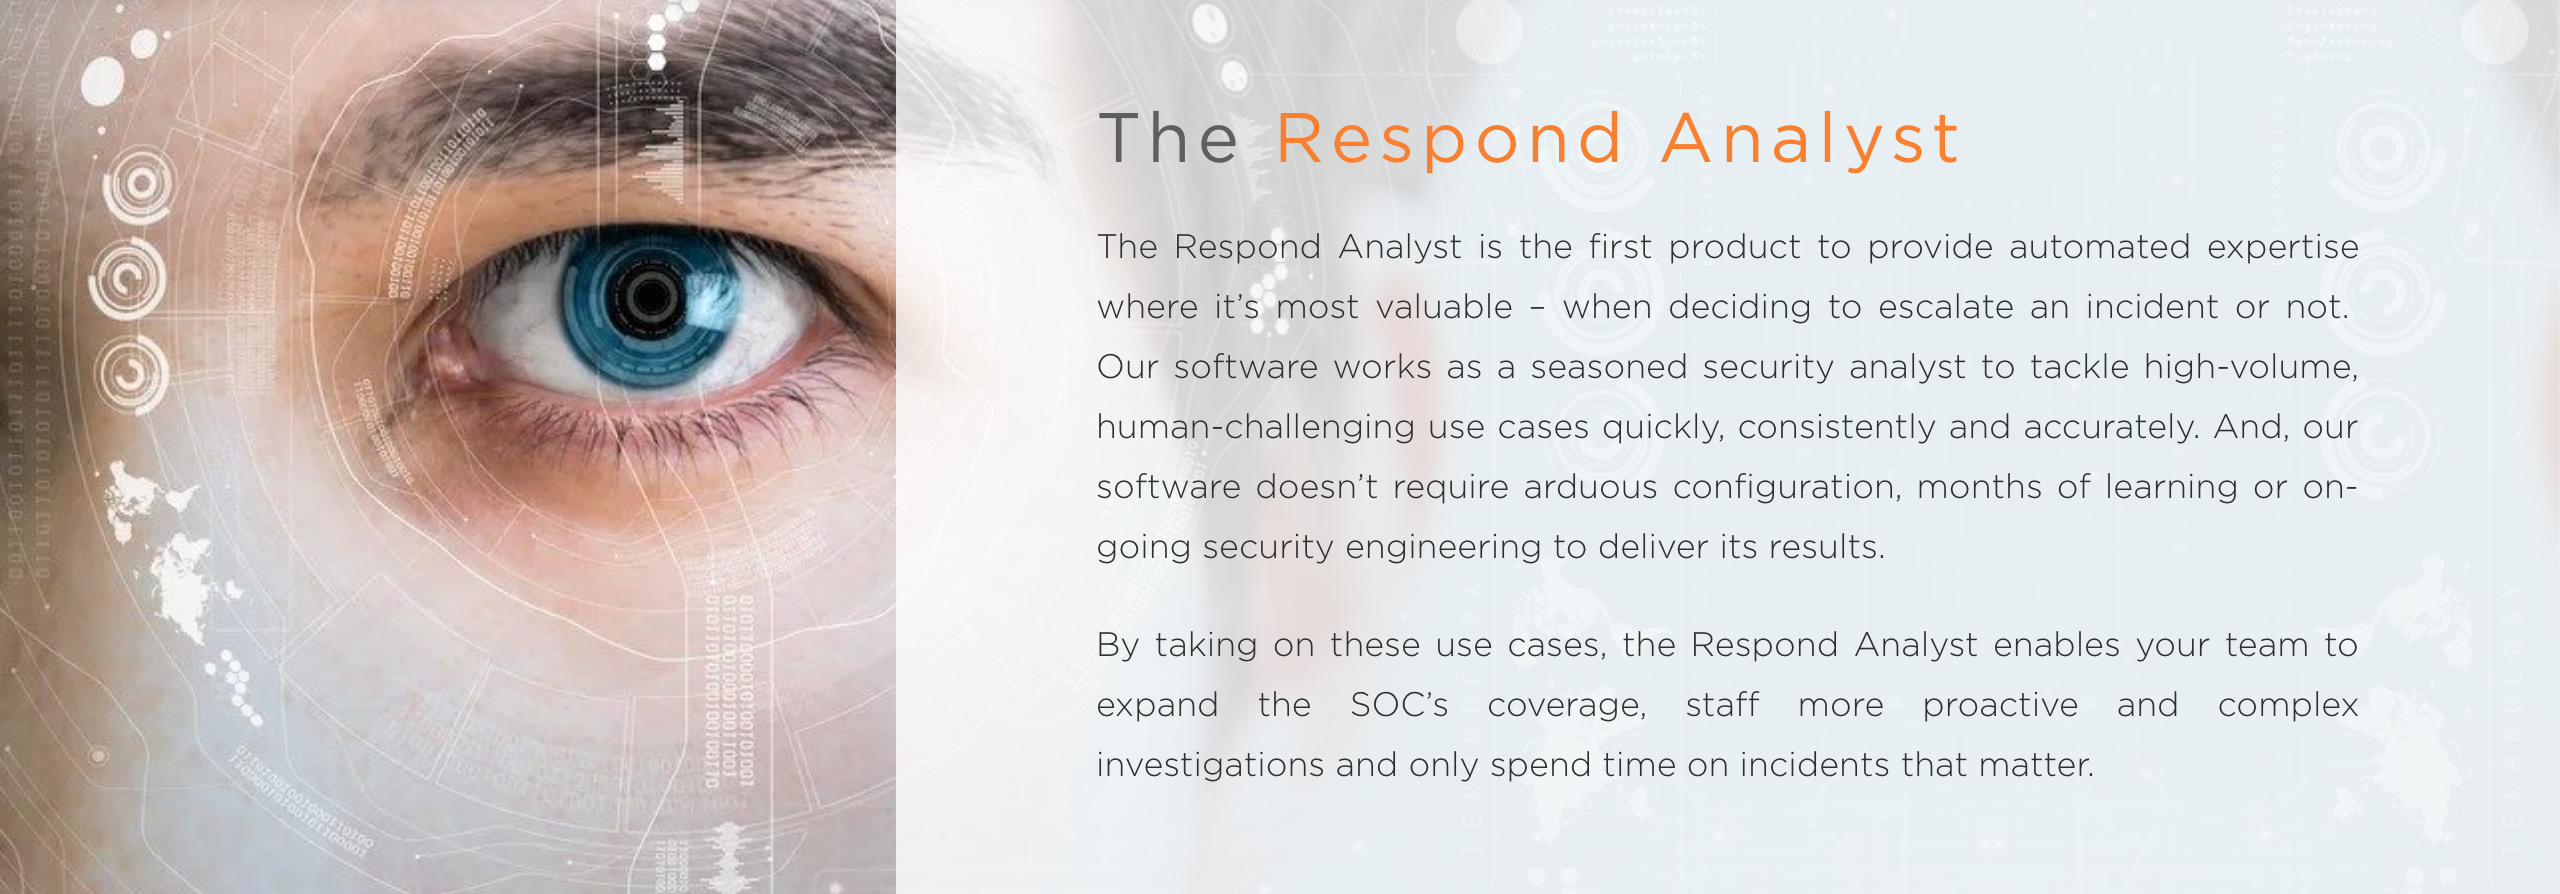 The Respond Analyst
The Respond Analyst is the first product to provide automated expertise
where it’s most valuable – when deciding to escalate an incident or not.
Our software works as a seasoned security analyst to tackle high-volume,
human-challenging use cases quickly, consistently and accurately. And, our
software doesn’t require arduous configuration, months of learning or on-
going security engineering to deliver its results.
By taking on these use cases, the Respond Analyst enables your team to
expand the SOC’s coverage, staff more proactive and complex
investigations and only spend time on incidents that matter.